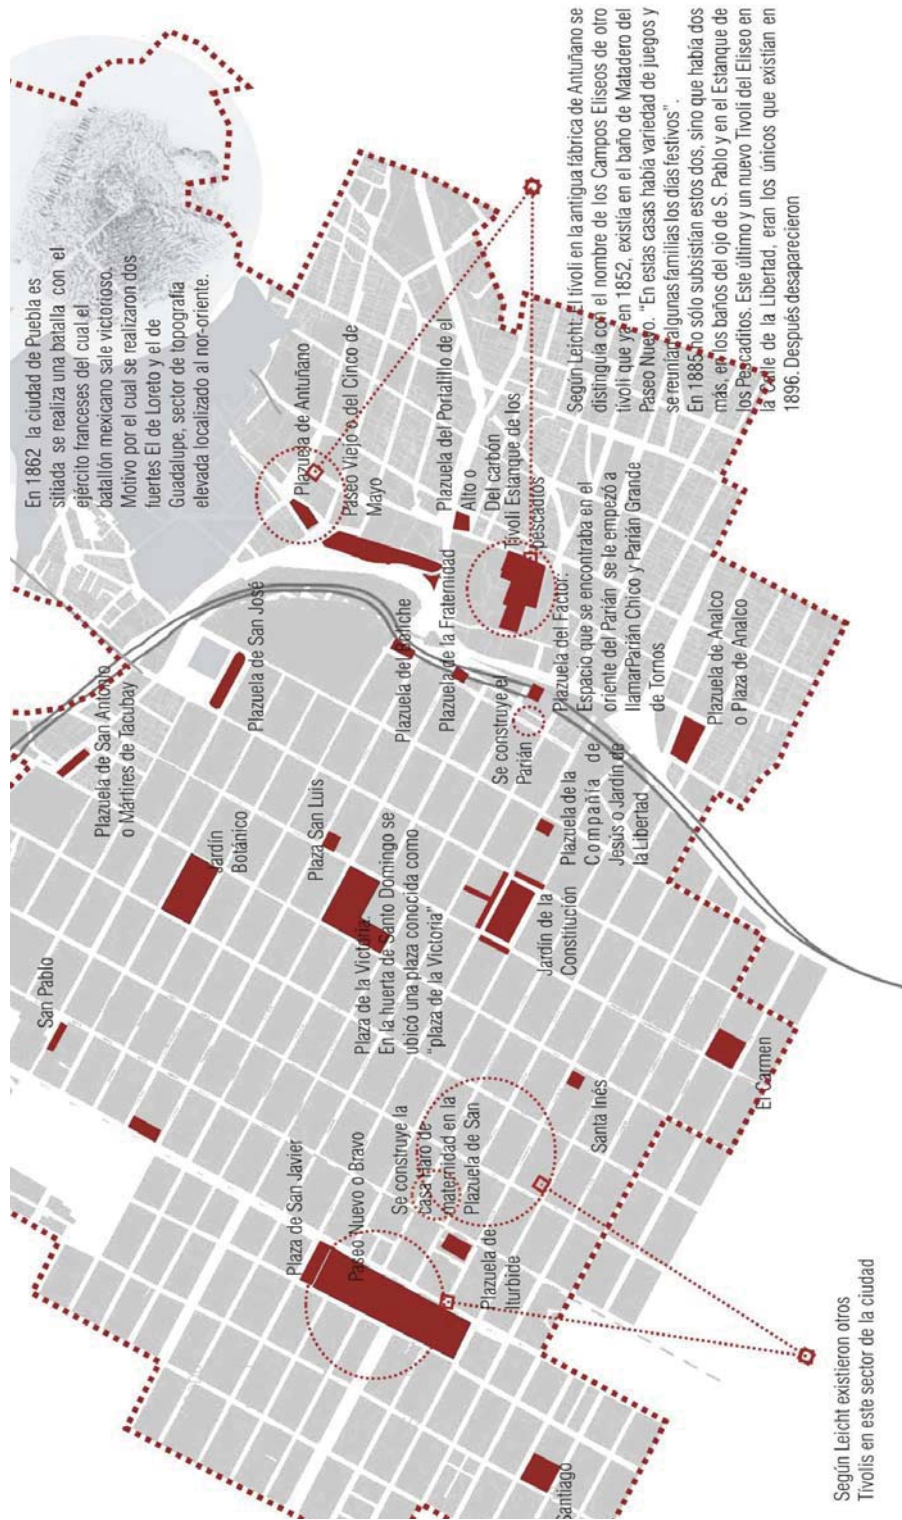 En 1862 la ciudad de Puebla es
sitiada se realiza una batalla con el
ejército franceses del cual el
batallón mexicano sale victorioso.
Motivo por el cual se realizaron dos
fuertes El de Loreto y el de
Guadalupe, sector de topografía
elevada localizado al nor-oriente.
Plazuela de San Antonio
o Mártires de Tacubay
Plazuela de San José
Plazuela de Antuñano
Paseo Viejo o del Cinco de
Mayo
Plazuela del Portalillo de el
Alto o
Del carbón
Tívoli Estanque de los
pescaditos
Según Leicht: El tívoli en la antigua fábrica de Antuñano se
distinguía con el nombre de los Campos Elíseos de otro
tívoli que ya en 1852, existía en el baño de Matadero del
Paseo Nuevo. “En estas casas había variedad de juegos y
se reunían algunas familias los días festivos”.
En 1885 no sólo subsistían estos dos, sino que había dos
más, en los baños del ojo de S. Pablo y en el Estanque de
los Pescaditos. Este último y un nuevo Tívoli del Eliseo en
la Calle de la Libertad, eran los únicos que existían en
1896. Después desaparecieron
San Pablo
Jardín
Botánico
Plaza San Luis
Plazuela del Boliche
Plazuela de la Fraternidad
Se construye el
Parián
Plazuela del Factor:
Espacio que se encontraba en el
oriente del Parián se le empezó a
llamarParián Chico y Parián Grande
de Tornos
Plazuela de Analco
o Plaza de Analco
Plaza de la Victoria:
En la huerta de Santo Domingo se
ubicó una plaza conocida como
“plaza de la Victoria”
Jardín de la
Constitución
Plazuela de la
Compañía de
Jesús o Jardín de
la Libertad
Plaza de San Javier
Paseo Nuevo o Bravo
Se construye la
casa Haro de
maternidad en la
Plazuela de San
Plazuela de
Iturbide
Santa Inés
El Carmen
Santiago
Según Leicht existieron otros
Tívolis en este sector de la ciudad